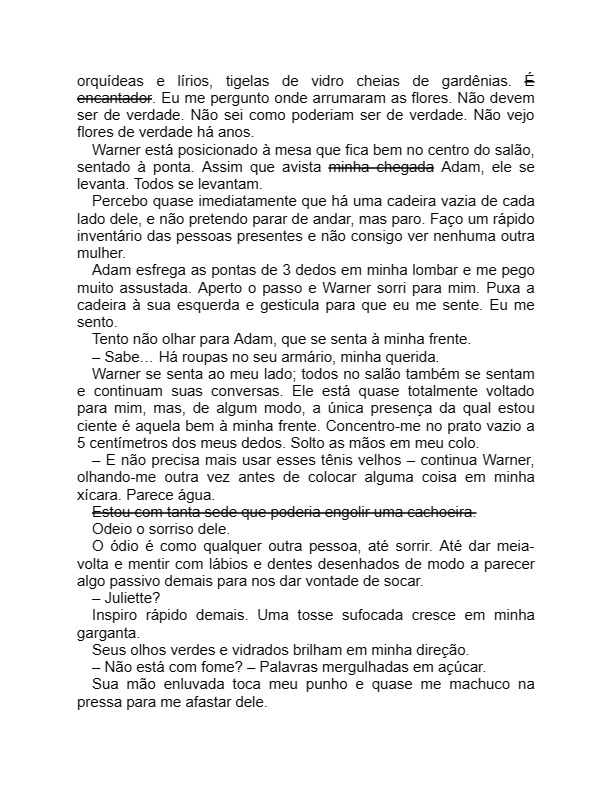 orquídeas e lírios, tigelas de vidro cheias de gardênias. É
encantador. Eu me pergunto onde arrumaram as flores. Não devem
ser de verdade. Não sei como poderiam ser de verdade. Não vejo
flores de verdade há anos.
Warner está posicionado à mesa que fica bem no centro do salão,
sentado à ponta. Assim que avista minha chegada Adam, ele se
levanta. Todos se levantam.
Percebo quase imediatamente que há uma cadeira vazia de cada
lado dele, e não pretendo parar de andar, mas paro. Faço um rápido
inventário das pessoas presentes e não consigo ver nenhuma outra
mulher.
Adam esfrega as pontas de 3 dedos em minha lombar e me pego
muito assustada. Aperto o passo e Warner sorri para mim. Puxa a
cadeira à sua esquerda e gesticula para que eu me sente. Eu me
sento.
Tento não olhar para Adam, que se senta à minha frente.
– Sabe… Há roupas no seu armário, minha querida.
Warner se senta ao meu lado; todos no salão também se sentam
e continuam suas conversas. Ele está quase totalmente voltado
para mim, mas, de algum modo, a única presença da qual estou
ciente é aquela bem à minha frente. Concentro-me no prato vazio a
5 centímetros dos meus dedos. Solto as mãos em meu colo.
– E não precisa mais usar esses tênis velhos – continua Warner,
olhando-me outra vez antes de colocar alguma coisa em minha
xícara. Parece água.
Estou com tanta sede que poderia engolir uma cachoeira.
Odeio o sorriso dele.
O ódio é como qualquer outra pessoa, até sorrir. Até dar meia-
volta e mentir com lábios e dentes desenhados de modo a parecer
algo passivo demais para nos dar vontade de socar.
– Juliette?
Inspiro rápido demais. Uma tosse sufocada cresce em minha
garganta.
Seus olhos verdes e vidrados brilham em minha direção.
– Não está com fome? – Palavras mergulhadas em açúcar.
Sua mão enluvada toca meu punho e quase me machuco na
pressa para me afastar dele.